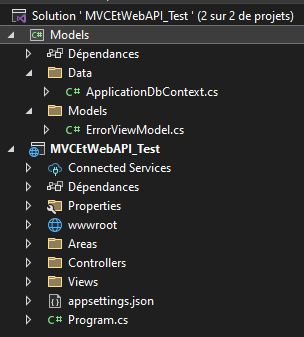 Solution ' MVCEtWebAPI_Test ' (2 sur 2 de projets)
Models
Dépendances
Data
ApplicationDbContext.cs
Models
ErrorViewModel.cs
MVCEtWebAPI_Test
Connected Services
Dépendances
Properties
wwwroot
Areas
Controllers
Views
appsettings.json
Program.cs